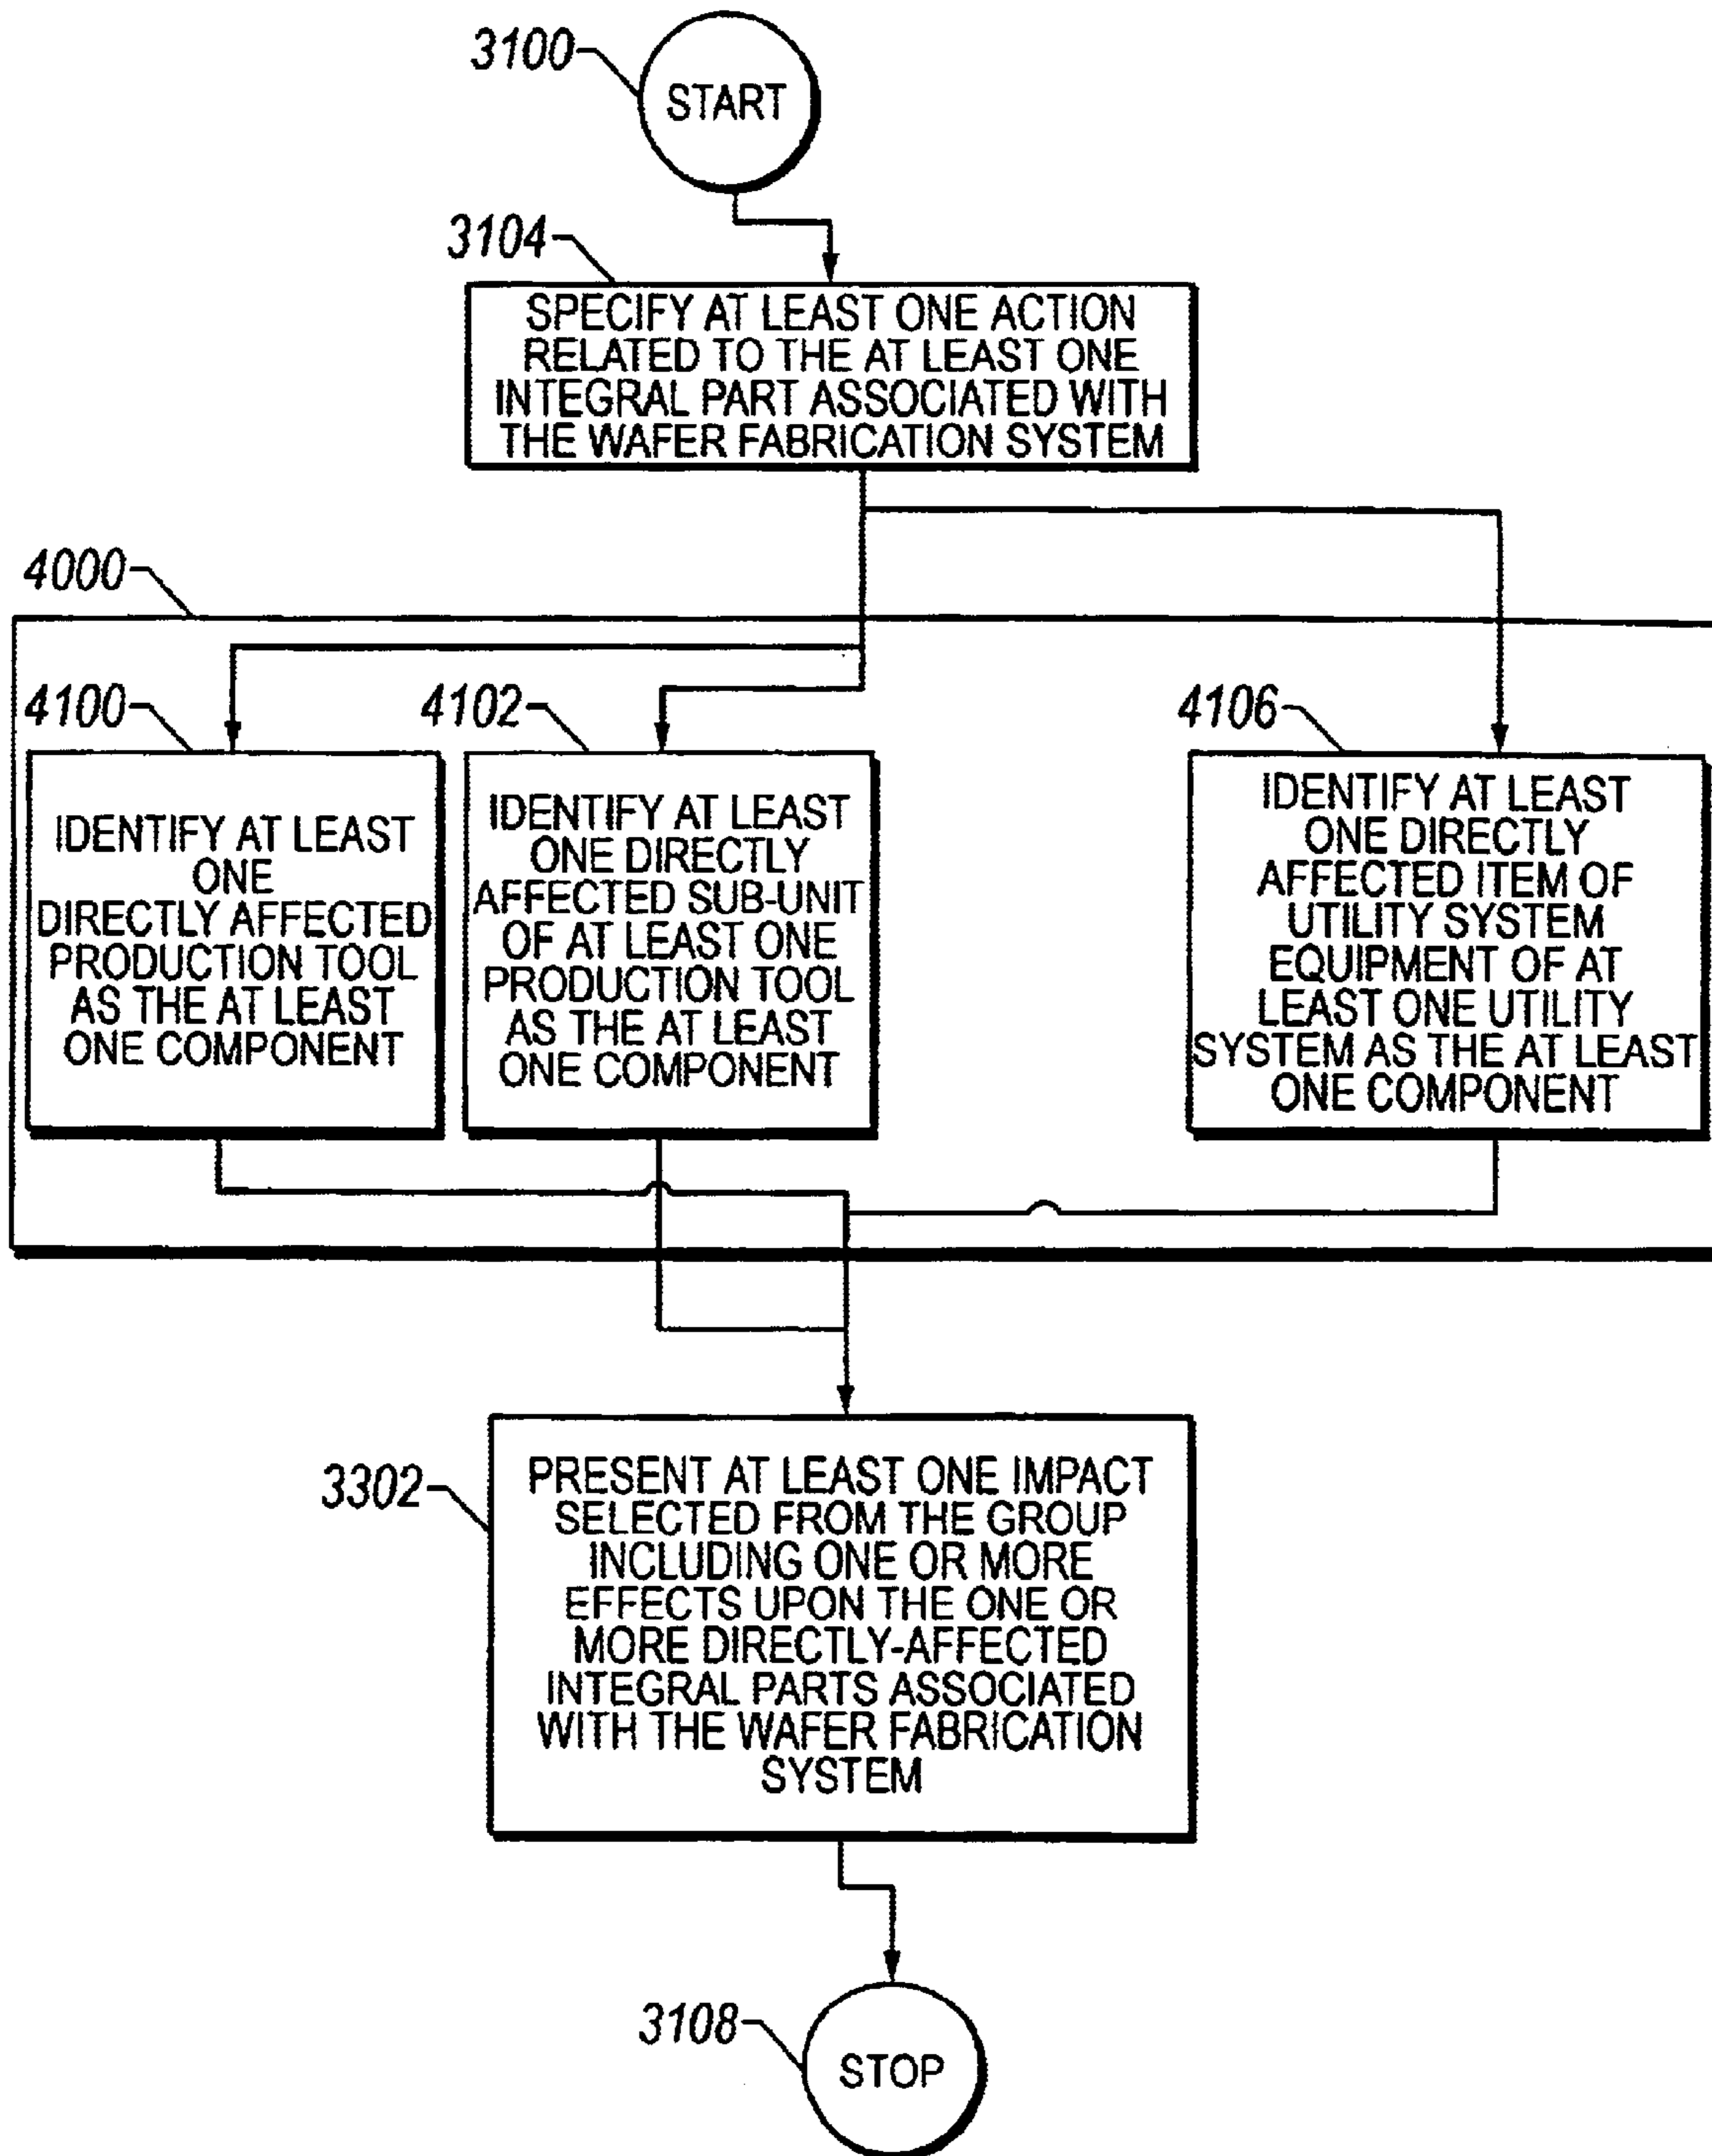 3100
START
3104
SPECIFY AT LEAST ONE ACTION
RELATED TO THE AT LEAST ONE
INTEGRAL PART ASSOCIATED WITH
THE WAFER FABRICATION SYSTEM
4000
4100
IDENTIFY AT LEAST
ONE
DIRECTLY AFFECTED
PRODUCTION TOOL
AS THE AT LEAST
ONE COMPONENT
4102
IDENTIFY AT LEAST
ONE DIRECTLY
AFFECTED SUB-UNIT
OF AT LEAST ONE
PRODUCTION TOOL
AS THE AT LEAST
ONE COMPONENT
4106
IDENTIFY AT LEAST
ONE DIRECTLY
AFFECTED ITEM OF
UTILITY SYSTEM
EQUIPMENT OF AT
LEAST ONE UTILITY
SYSTEM AS THE AT LEAST
ONE COMPONENT
3302
PRESENT AT LEAST ONE IMPACT
SELECTED FROM THE GROUP
INCLUDING ONE OR MORE
EFFECTS UPON THE ONE OR
MORE DIRECTLY-AFFECTED
INTEGRAL PARTS ASSOCIATED
WITH THE WAFER FABRICATION
SYSTEM
3108
STOP